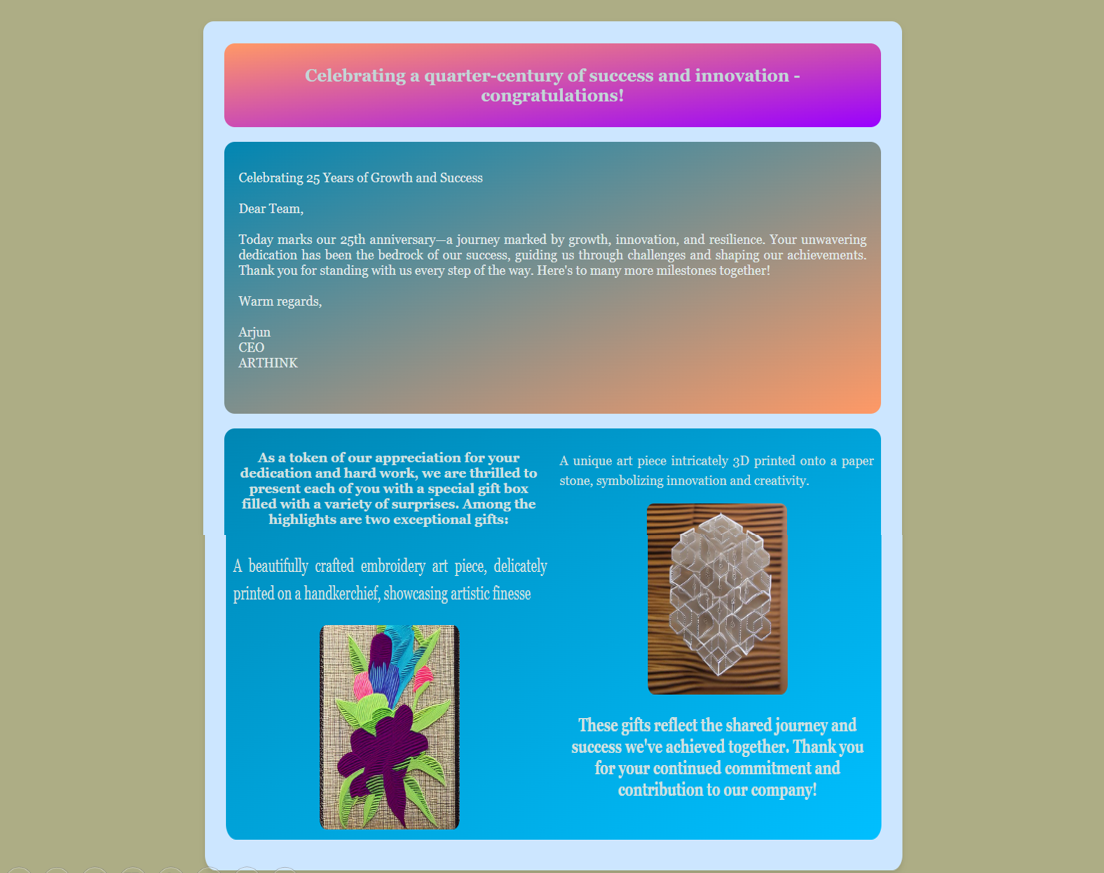 Celebrating a quarter-century of success and innovation -
congratulations!
Celebrating 25 Years of Growth and Success
Dear Team,
Today marks our 25th anniversary—a journey marked by growth, innovation, and resilience. Your unwavering
dedication has been the bedrock of our success, guiding us through challenges and shaping our achievements.
Thank you for standing with us every step of the way. Here's to many more milestones together!
Warm regards,
Arjun
CEO
ARTHINK
As a token of our appreciation for your
dedication and hard work, we are thrilled to
present each of you with a special gift box
filled with a variety of surprises. Among the
highlights are two exceptional gifts:
A beautifully crafted embroidery art piece, delicately
printed on a handkerchief, showcasing artistic finesse
A unique art piece intricately 3D printed onto a paper
stone, symbolizing innovation and creativity.
These gifts reflect the shared journey and
success we've achieved together. Thank you
for your continued commitment and
contribution to our company!